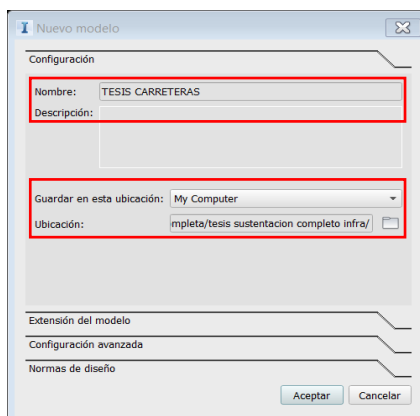 Nuevo modelo
Configuración
Nombre: TESIS CARRETERAS
Descripción:
Guardar en esta ubicación: My Computer
Ubicación: mpleta/tesis sustentacion completo infra/
Extensión del modelo
Configuración avanzada
Normas de diseño
Aceptar Cancelar